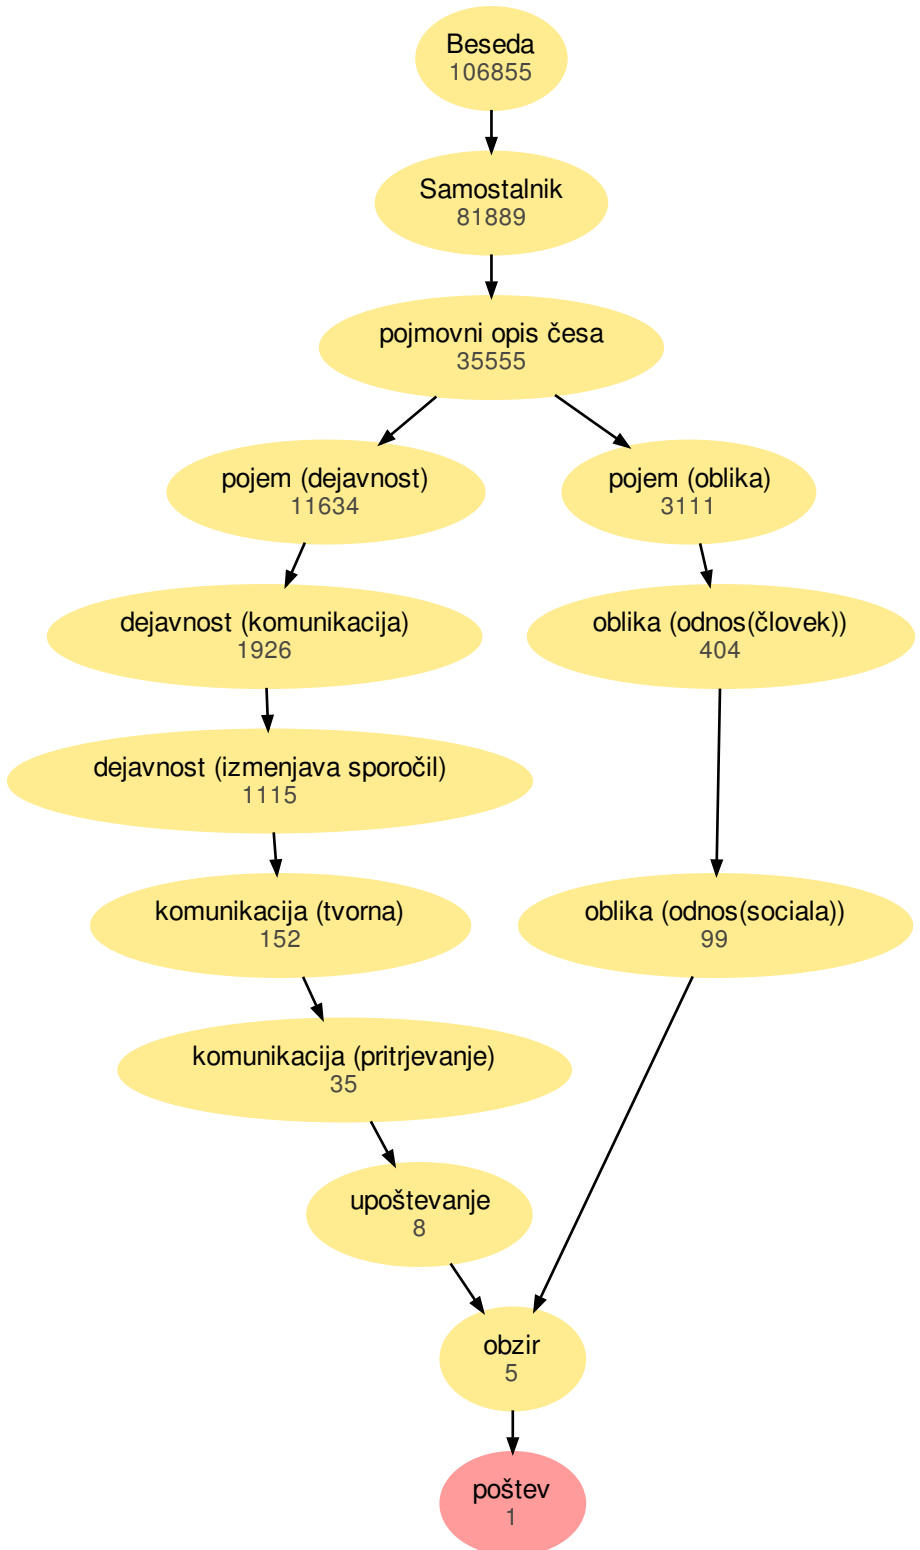 Beseda
106855
Samostalnik
81889
pojmovni opis česa
35555
pojem (dejavnost)
11634
pojem (oblika)
3111
dejavnost (komunikacija)
1926
oblika (odnos(človek))
404
dejavnost (izmenjava sporočil)
1115
komunikacija (tvorna)
152
oblika (odnos(sociala))
99
komunikacija (pritrjevanje)
35
upoštevanje
8
obzir
5
poštev
1